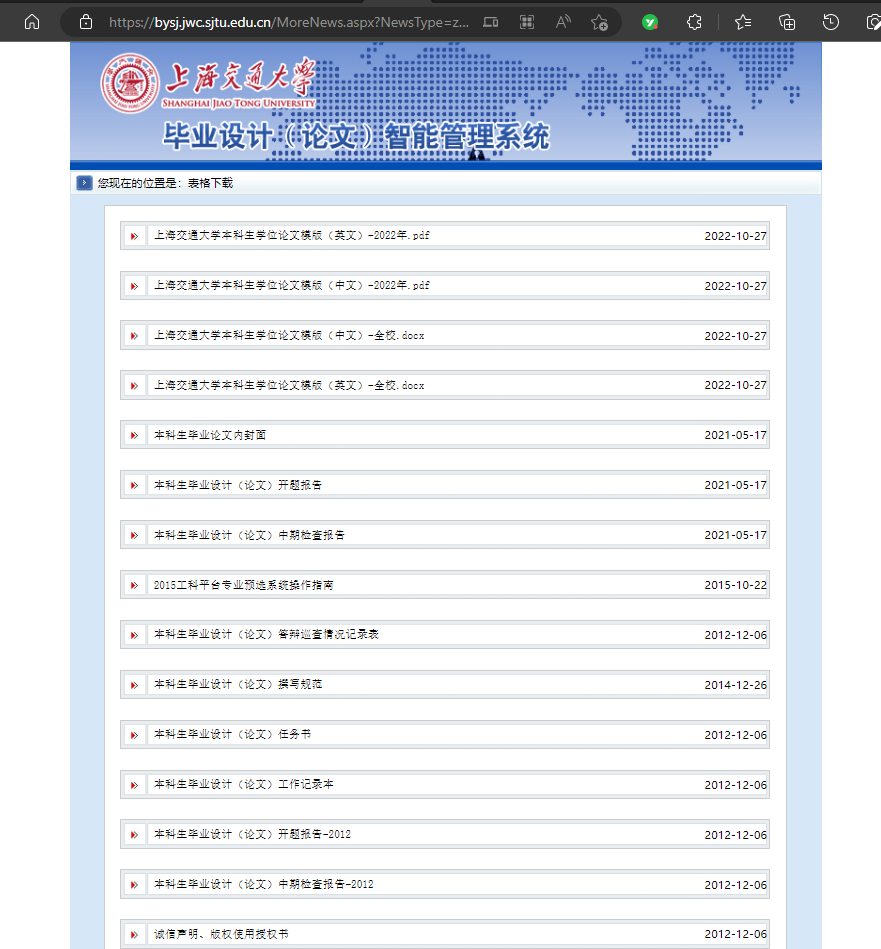 https://bysj.jwc.sjtu.edu.cn/MoreNews.aspx?NewsType=z...
上海交通大学
SHANGHAI JIAO TONG UNIVERSITY
毕业设计（论文）智能管理系统
您现在的位置是：表格下载
上海交通大学本科生学位论文模版（英文）-2022年.pdf 2022-10-27
上海交通大学本科生学位论文模版（中文）-2022年.pdf 2022-10-27
上海交通大学本科生学位论文模版（中文）-全校.docx 2022-10-27
上海交通大学本科生学位论文模版（英文）-全校.docx 2022-10-27
本科生毕业论文内封面 2021-05-17
本科生毕业设计（论文）开题报告 2021-05-17
本科生毕业设计（论文）中期检查报告 2021-05-17
2015工科平台专业预选系统操作指南 2015-10-22
本科生毕业设计（论文）答辩巡查情况记录表 2012-12-06
本科生毕业设计（论文）撰写规范 2014-12-26
本科生毕业设计（论文）任务书 2012-12-06
本科生毕业设计（论文）工作记录本 2012-12-06
本科生毕业设计（论文）开题报告-2012 2012-12-06
本科生毕业设计（论文）中期检查报告-2012 2012-12-06
诚信声明、版权使用授权书 2012-12-06